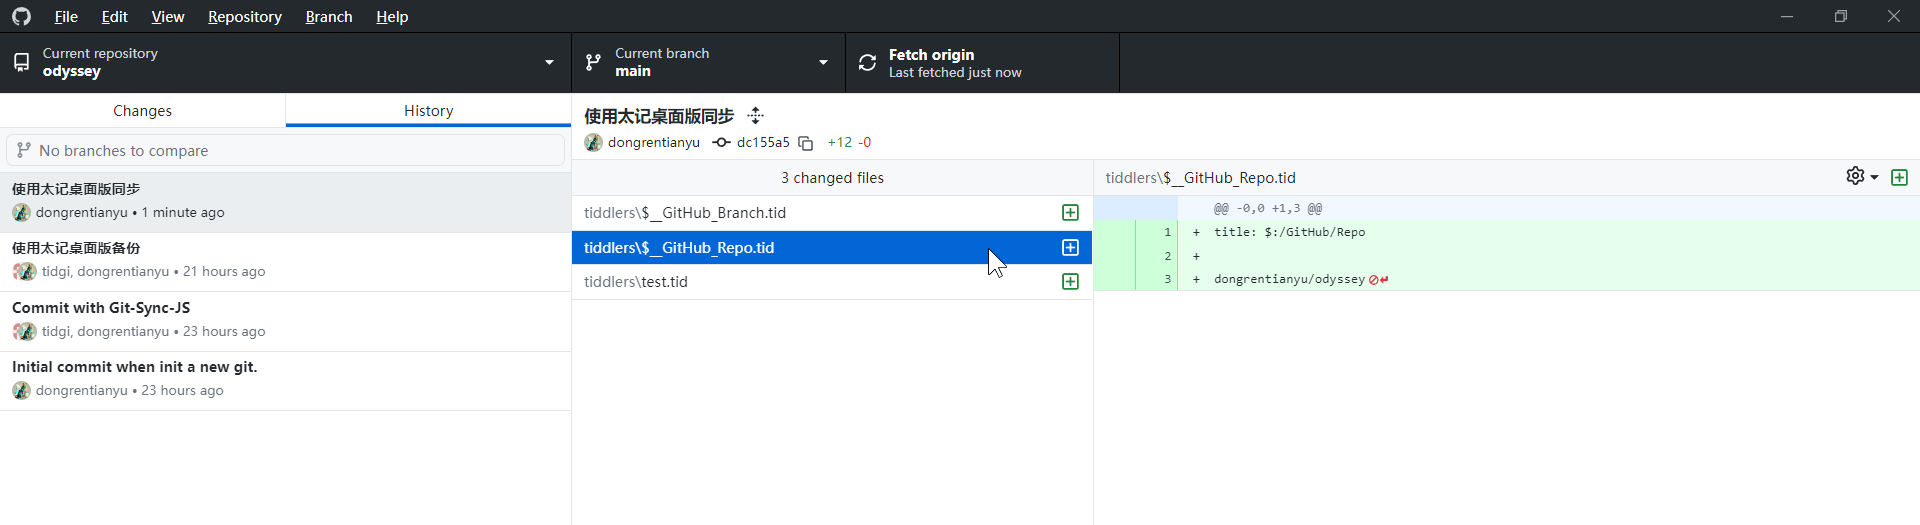 File Edit View Repository Branch Help
Current repository
odyssey
Current branch
main
Fetch origin
Last fetched just now
Changes
History
No branches to compare
使用太记桌面版同步
dongrentianyu • 1 minute ago
使用太记桌面版备份
tidgi, dongrentianyu • 21 hours ago
Commit with Git-Sync-JS
tidgi, dongrentianyu • 23 hours ago
Initial commit when init a new git.
dongrentianyu • 23 hours ago
使用太记桌面版同步
dongrentianyu dc155a5 +12 -0
3 changed files
tiddlers\$__GitHub_Branch.tid
tiddlers\$__GitHub_Repo.tid
tiddlers\test.tid
tiddlers\$__GitHub_Repo.tid
@@ -0,0 +1,3 @@
1 + title: $:/GitHub/Repo
2 +
3 + dongrentianyu/odyssey